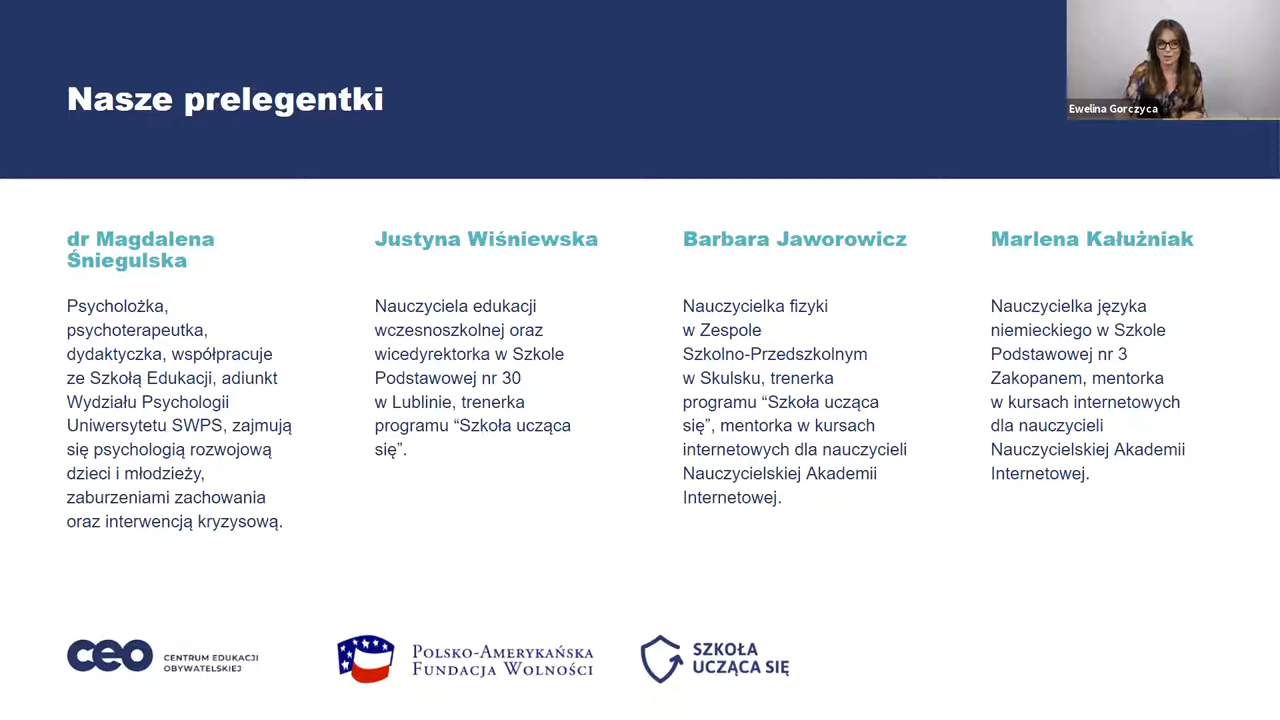 Nasze prelegentki
Ewelina Gorczyca
dr Magdalena
Śniegulska
Psycholożka,
psychoterapeutka,
dydaktyczka, współpracuje
ze Szkołą Edukacji, adiunkt
Wydziału Psychologii
Uniwersytetu SWPS, zajmują
się psychologią rozwojową
dzieci i młodzieży,
zaburzeniami zachowania
oraz interwencją kryzysową.
Justyna Wiśniewska
Nauczyciela edukacji
wczesnoszkolnej oraz
wicedyrektorka w Szkole
Podstawowej nr 30
w Lublinie, trenerka
programu “Szkoła ucząca
się”.
Barbara Jaworowicz
Nauczycielka fizyki
w Zespole
Szkolno-Przedszkolnym
w Skulsku, trenerka
programu “Szkoła ucząca
się”, mentorka w kursach
internetowych dla nauczycieli
Nauczycielskiej Akademii
Internetowej.
Marlena Kałużniak
Nauczycielka języka
niemieckiego w Szkole
Podstawowej nr 3
Zakopanem, mentorka
w kursach internetowych
dla nauczycieli
Nauczycielskiej Akademii
Internetowej.
ceo
CENTRUM EDUKACJI
OBYWATELSKIEJ
POLSKO-AMERYKAŃSKA
FUNDACJA WOLNOŚCI
SZKOŁA
UCZĄCA SIĘ